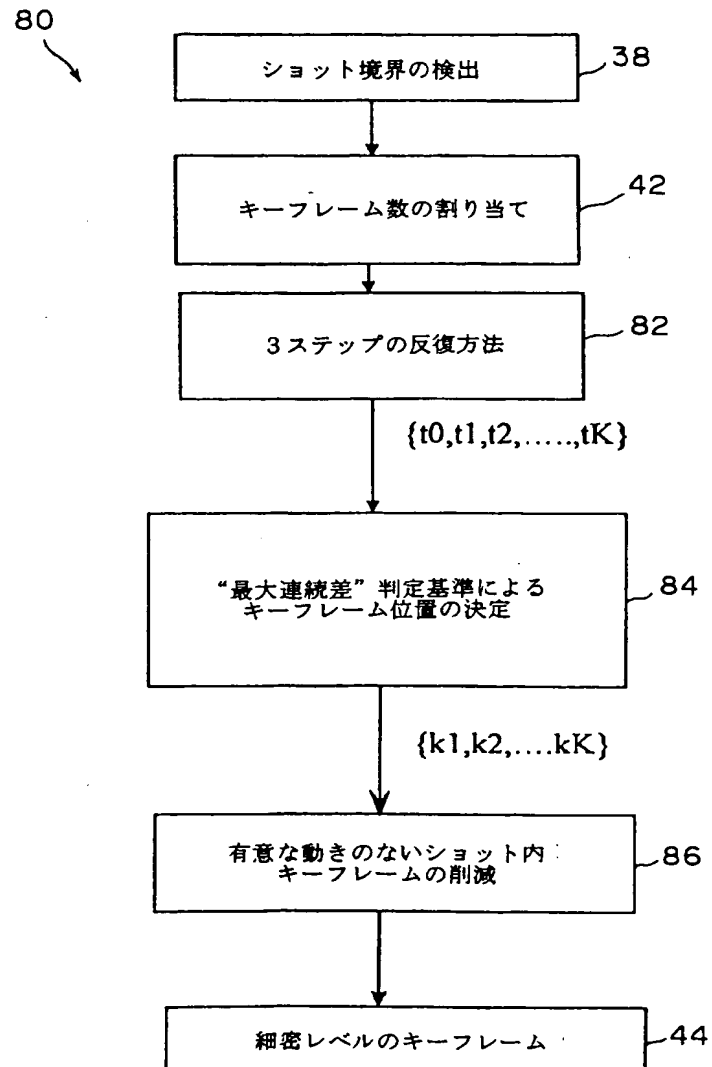 80
ショット境界の検出
38
キーフレーム数の割り当て
42
3ステップの反復方法
82
{t0,t1,t2,.....,tK}
“最大連続差”判定基準による
キーフレーム位置の決定
84
{k1,k2,....kK}
有意な動きのないショット内
キーフレームの削減
86
細密レベルのキーフレーム
44